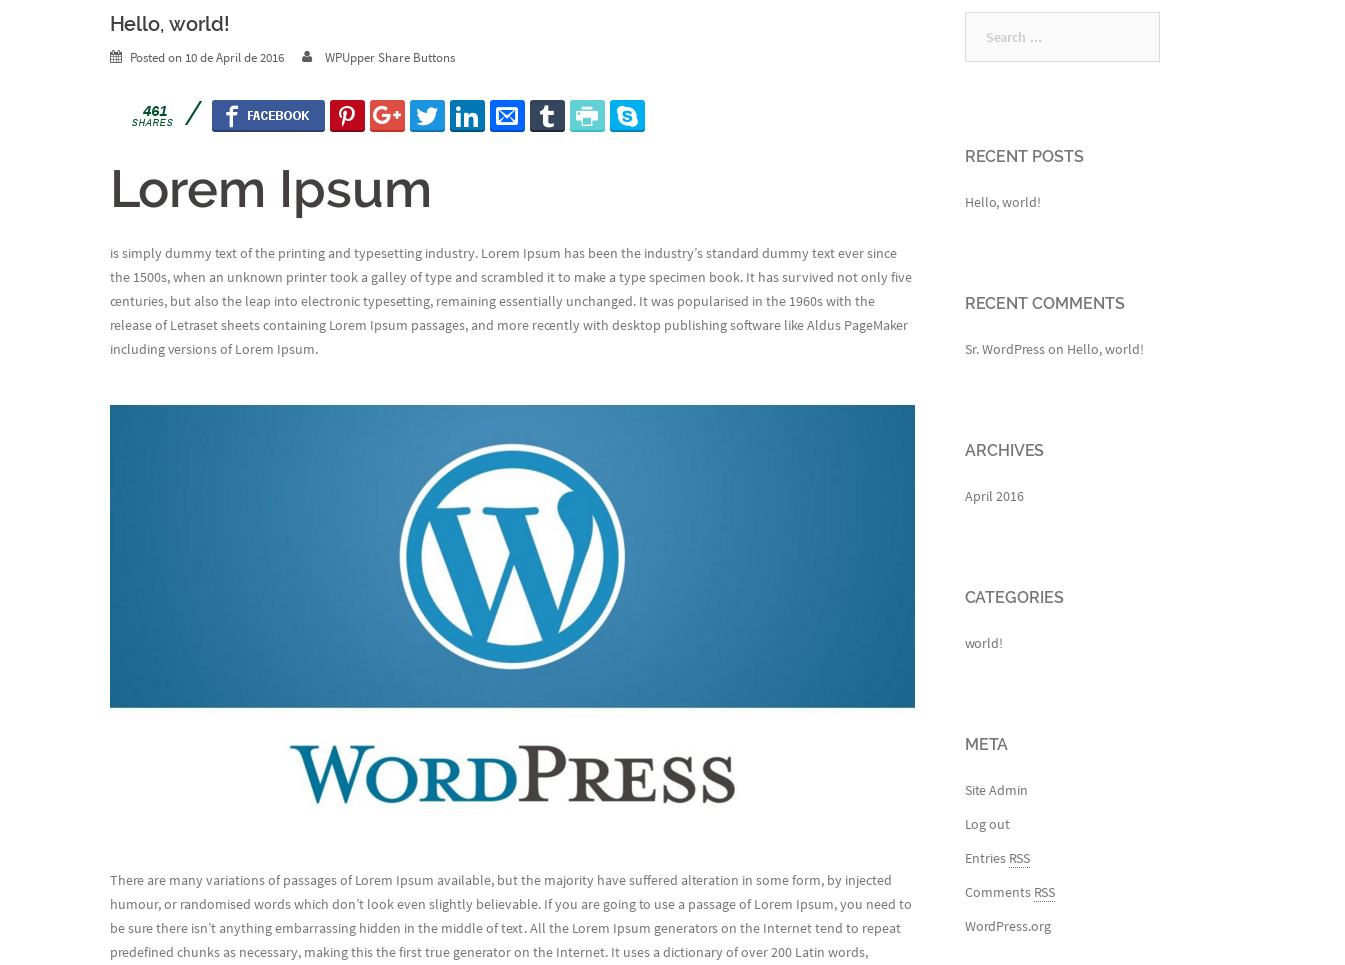 Hello, world!
Posted on 10 de April de 2016 WPUpper Share Buttons
461
SHARES
FACEBOOK
Lorem Ipsum
is simply dummy text of the printing and typesetting industry. Lorem Ipsum has been the industry’s standard dummy text ever since
the 1500s, when an unknown printer took a galley of type and scrambled it to make a type specimen book. It has survived not only five
centuries, but also the leap into electronic typesetting, remaining essentially unchanged. It was popularised in the 1960s with the
release of Letraset sheets containing Lorem Ipsum passages, and more recently with desktop publishing software like Aldus PageMaker
including versions of Lorem Ipsum.
W
WORDPRESS
There are many variations of passages of Lorem Ipsum available, but the majority have suffered alteration in some form, by injected
humour, or randomised words which don’t look even slightly believable. If you are going to use a passage of Lorem Ipsum, you need to
be sure there isn’t anything embarrassing hidden in the middle of text. All the Lorem Ipsum generators on the Internet tend to repeat
predefined chunks as necessary, making this the first true generator on the Internet. It uses a dictionary of over 200 Latin words,
Search …
RECENT POSTS
Hello, world!
RECENT COMMENTS
Sr. WordPress on Hello, world!
ARCHIVES
April 2016
CATEGORIES
world!
META
Site Admin
Log out
Entries RSS
Comments RSS
WordPress.org